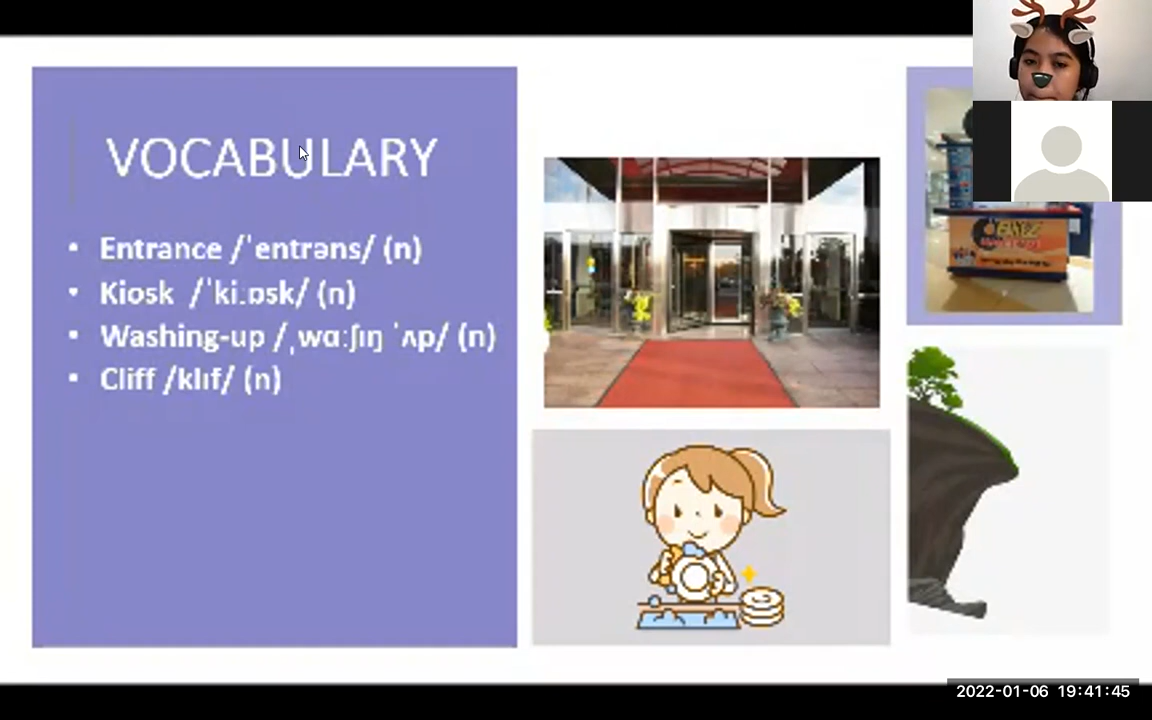 VOCABULARY
• Entrance /ˈentrəns/ (n)
• Kiosk /ˈkiː.ɒsk/ (n)
• Washing-up /ˌwɑːʃɪŋ ˈʌp/ (n)
• Cliff /klɪf/ (n)
2022-01-06 19:41:45